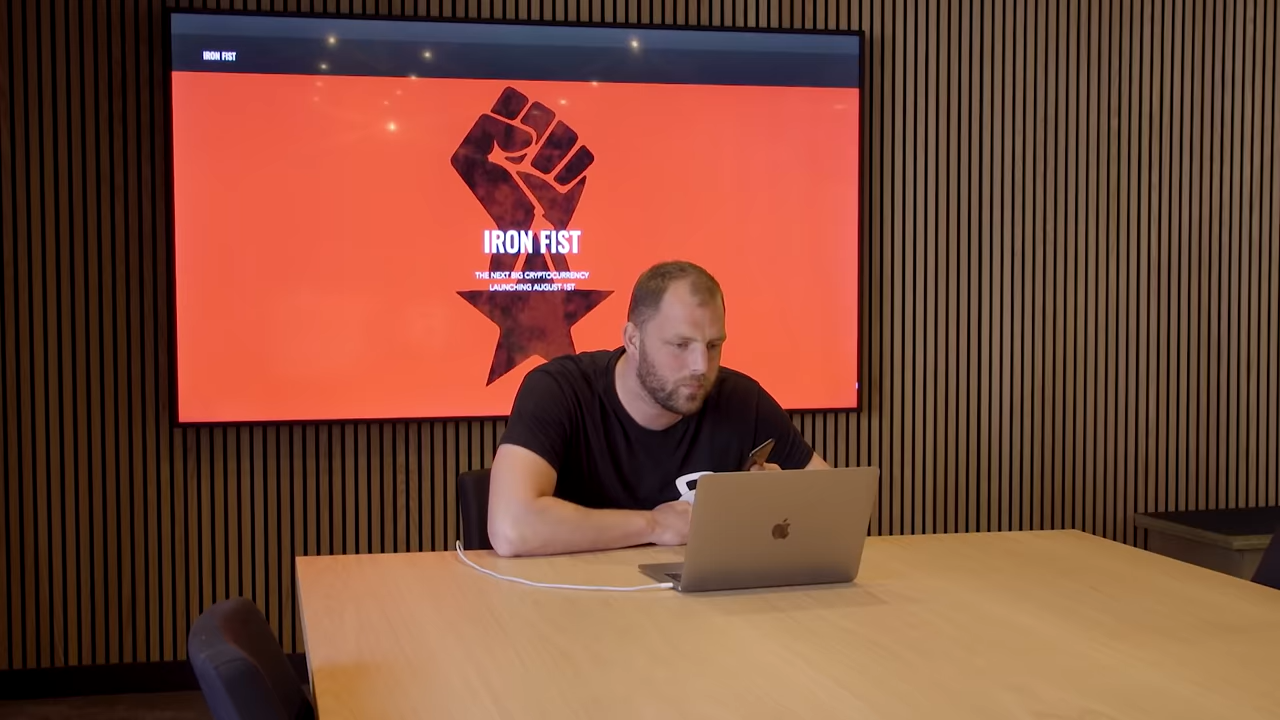 IRON FIST
IRON FIST
THE NEXT BIG CRYPTOCURRENCY
LAUNCHING AUGUST 1ST